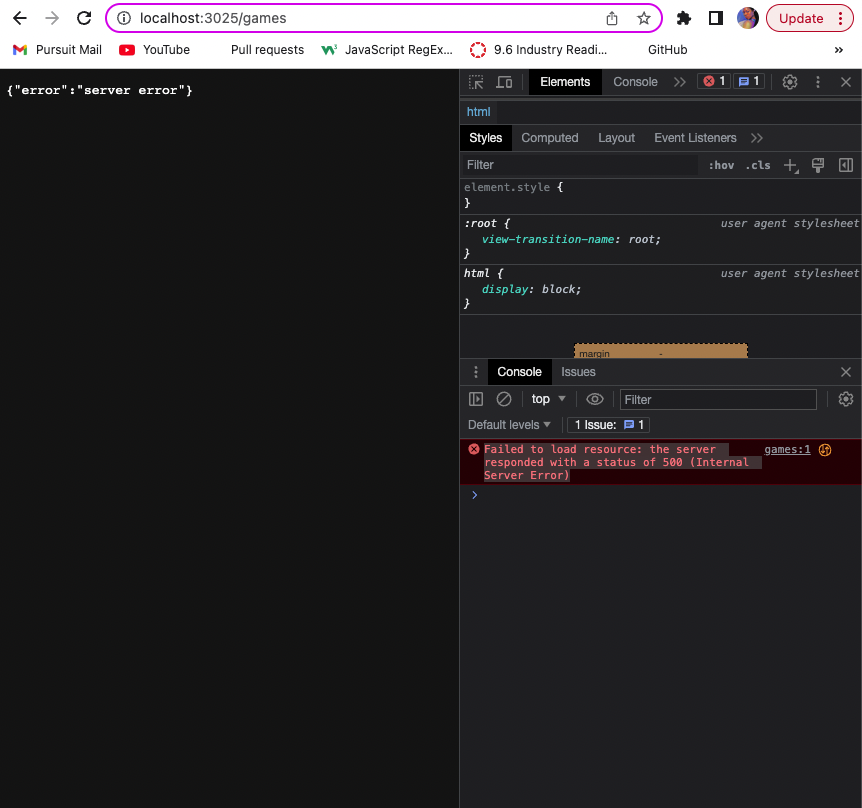 localhost:3025/games
Update
Pursuit Mail
YouTube
Pull requests
JavaScript RegEx...
9.6 Industry Readi...
GitHub
»
{"error":"server error"}
Elements
Console
1
1
html
Styles
Computed
Layout
Event Listeners
Filter
:hov
.cls
element.style {
}
:root {
user agent stylesheet
view-transition-name: root;
}
html {
user agent stylesheet
display: block;
}
margin
-
Console
Issues
top
Filter
Default levels
1 Issue:
1
Failed to load resource: the server
games:1
responded with a status of 500 (Internal
Server Error)